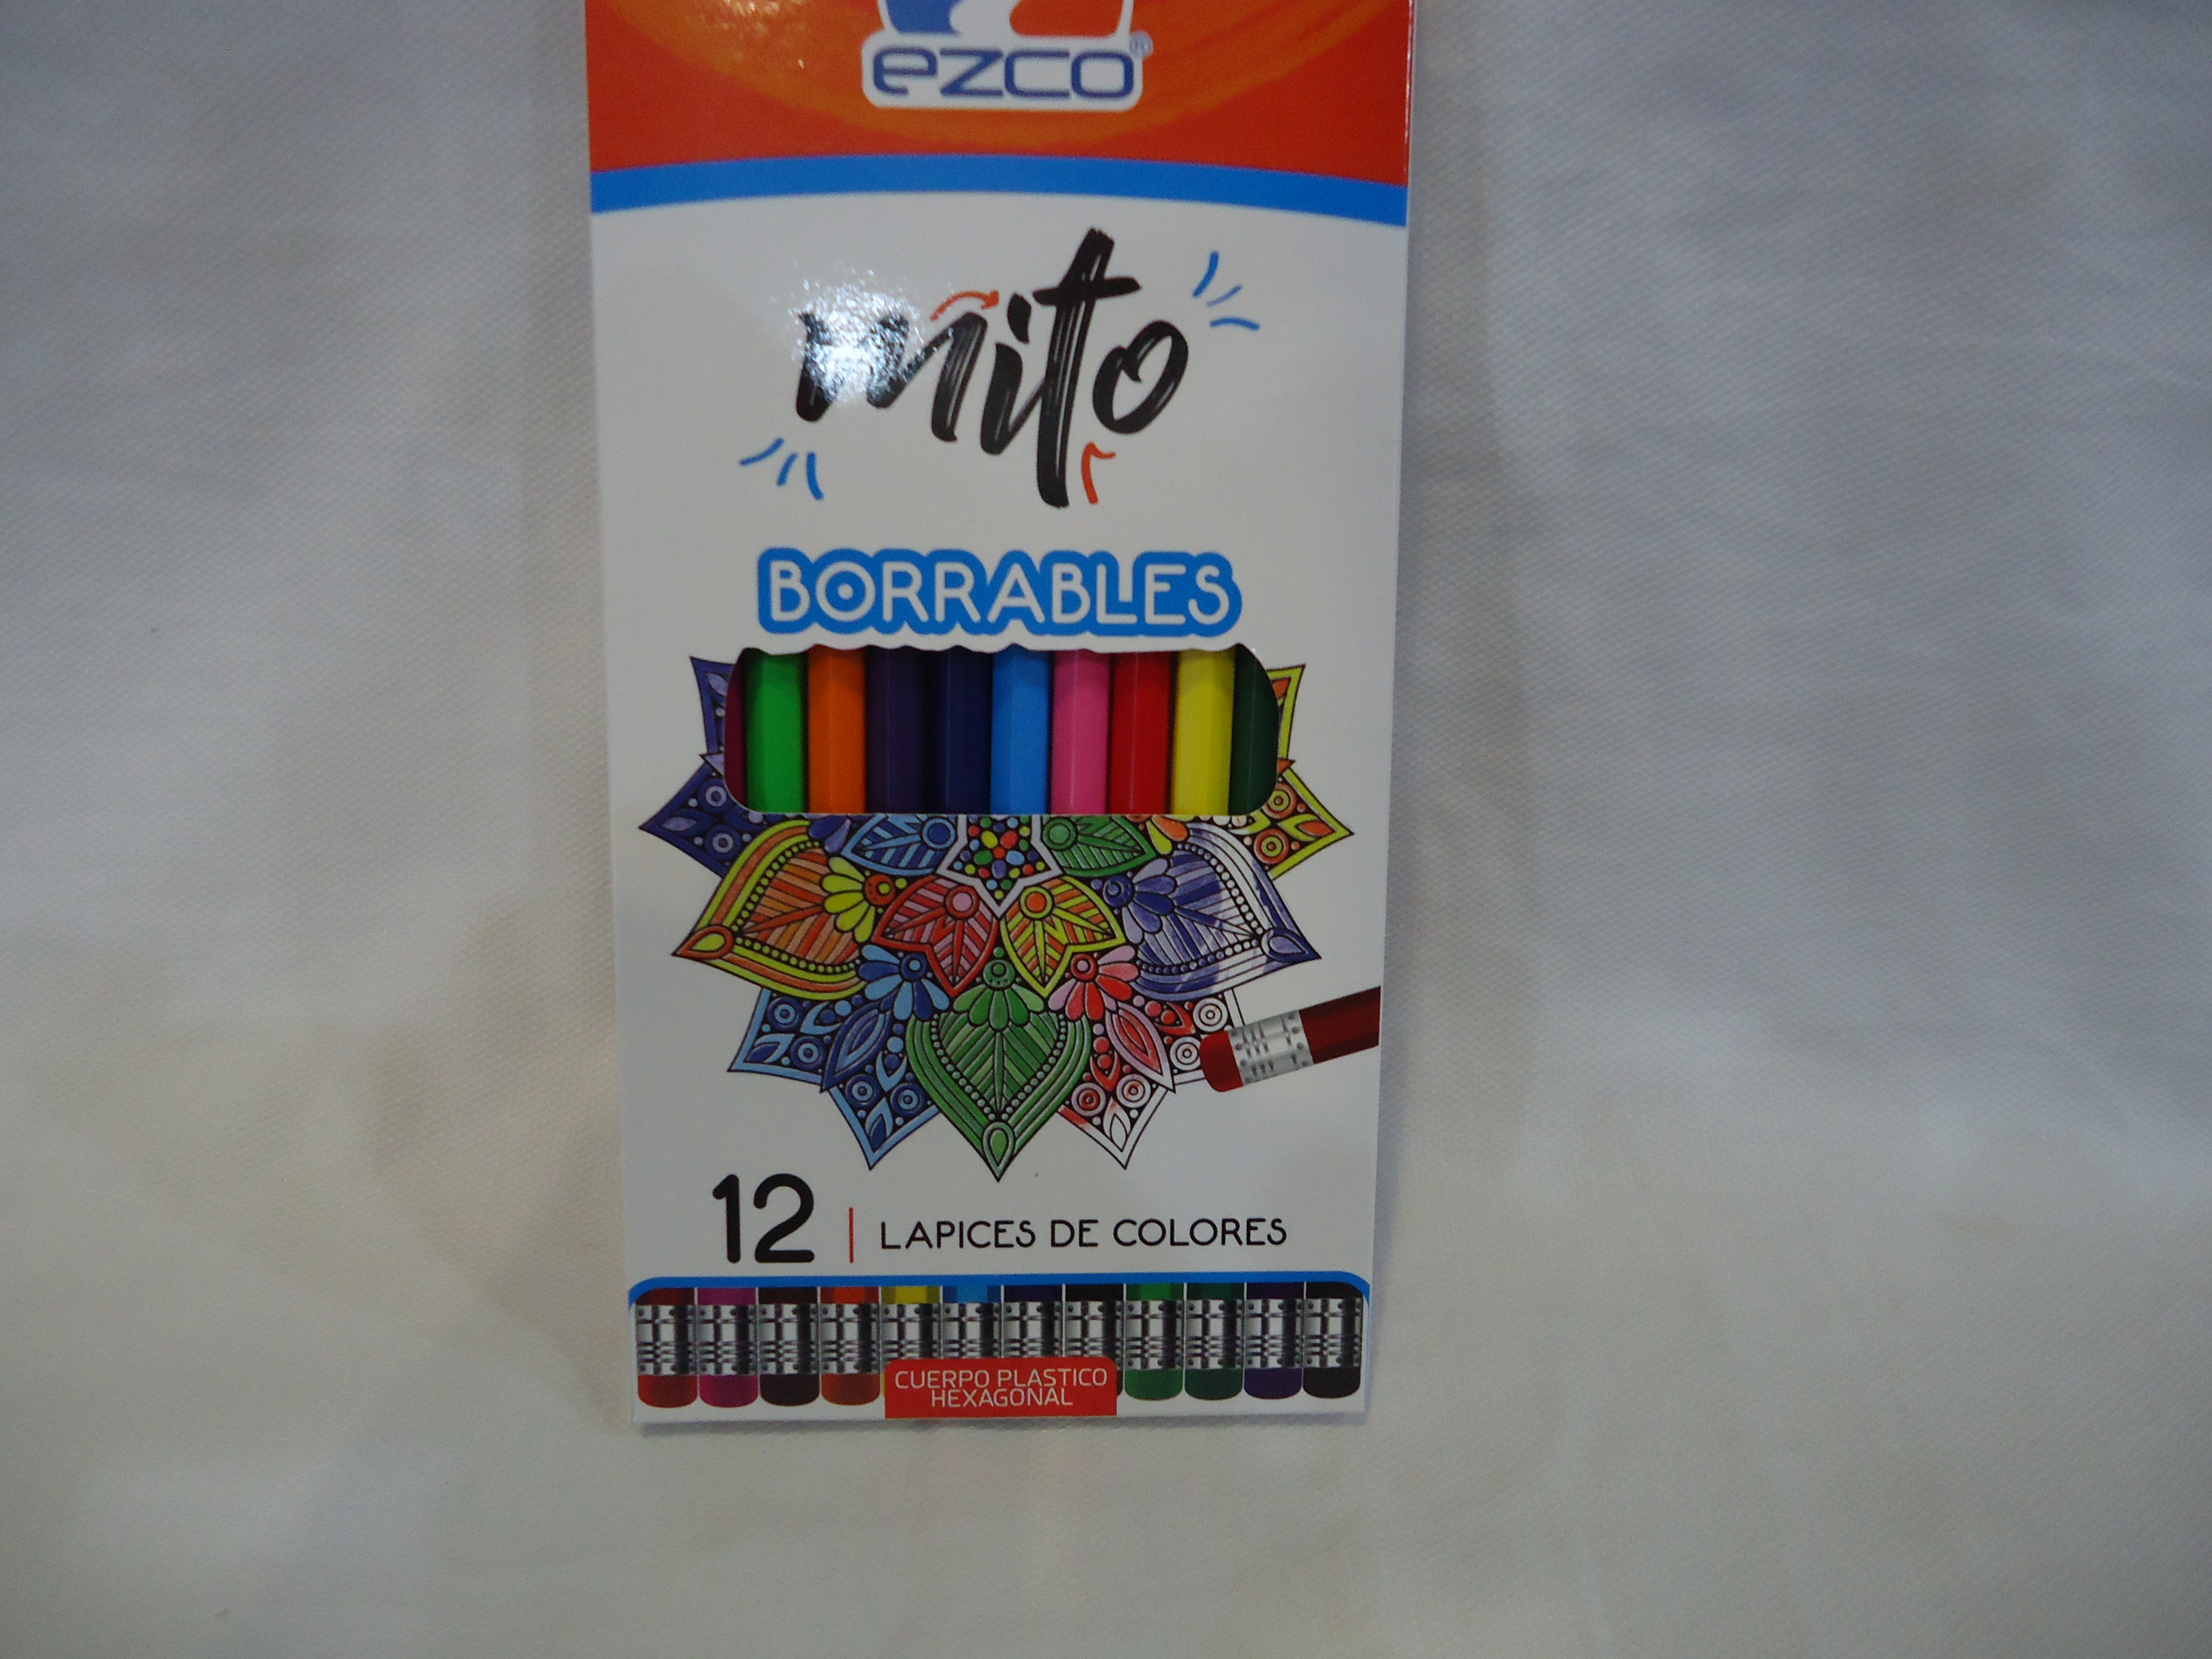 ezco®
mito
BORRABLES
12 | LAPICES DE COLORES
CUERPO PLASTICO
HEXAGONAL